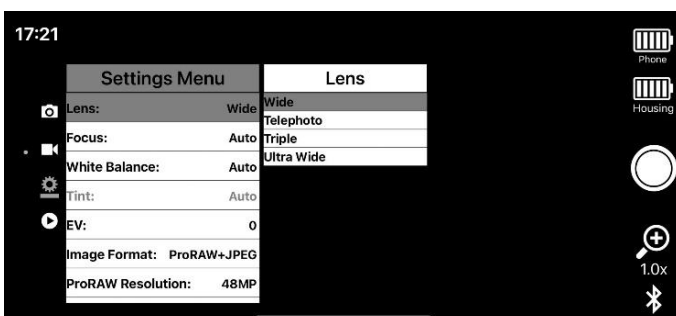 17:21
Phone
Housing
Settings Menu
Lens: Wide
Focus: Auto
White Balance: Auto
Tint: Auto
EV: 0
Image Format: ProRAW+JPEG
ProRAW Resolution: 48MP
Lens
Wide
Telephoto
Triple
Ultra Wide
1.0x